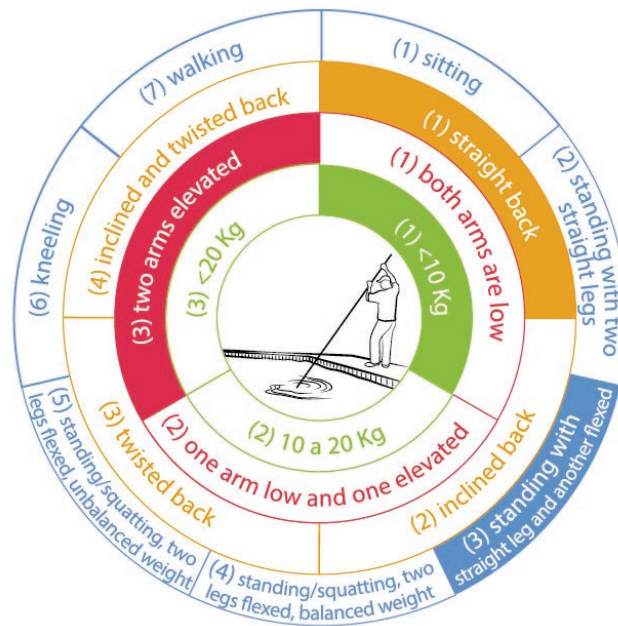 (1) sitting
(2) standing with two
straight legs
(3) standing with
straight leg and another flexed
(4) standing/squatting, two
legs flexed, balanced weight
(5) standing/squatting, two
legs flexed, unbalanced weight
(6) kneeling
(7) walking
(1) straight back
(2) inclined back
(3) twisted back
(4) inclined and twisted back
(1) both arms are low
(2) one arm low and one elevated
(3) two arms elevated
(1) <10 Kg
(2) 10 a 20 Kg
(3) <20 Kg